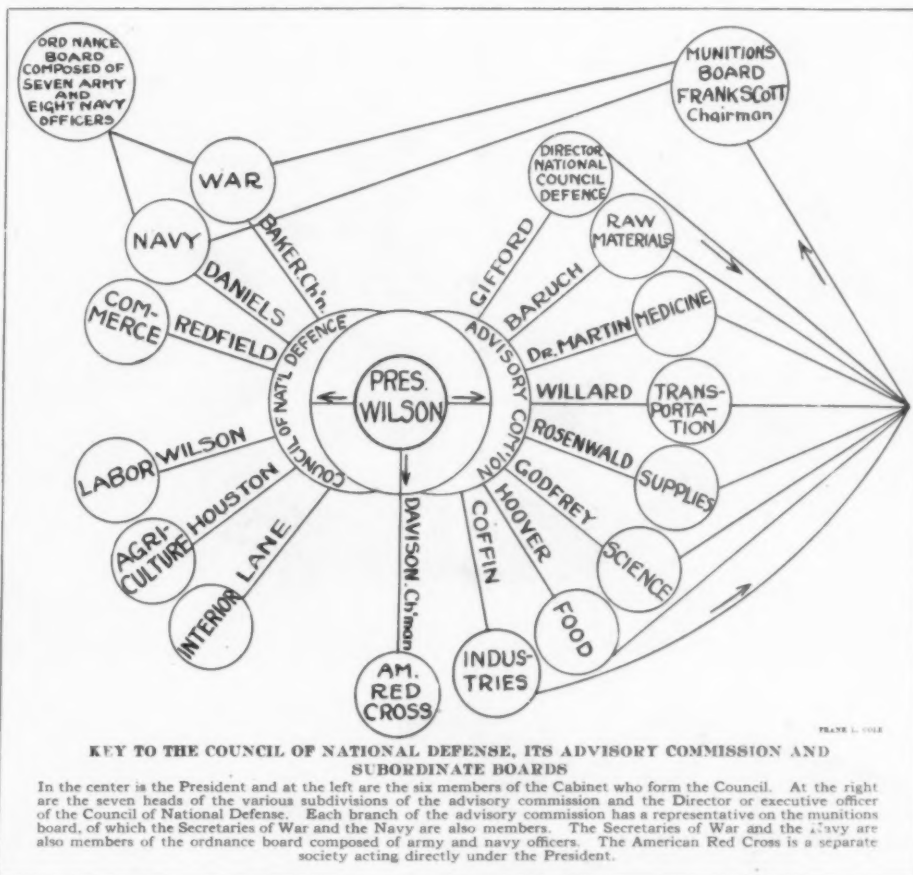 ORDNANCE
BOARD
COMPOSED OF
SEVEN ARMY
AND
EIGHT NAVY
OFFICERS
MUNITIONS
BOARD
FRANK SCOTT
Chairman
WAR
BAKER. Ch'n.
NAVY
DANIELS
COM-
MERCE
REDFIELD
LABOR
WILSON
AGRI-
CULTURE
HOUSTON
INTERIOR
LANE
COUNCIL OF NAT'L DEFENCE
PRES.
WILSON
ADVISORY COM'ION
DIRECTOR
NATIONAL
COUNCIL
DEFENCE
GIFFORD
RAW
MATERIALS
BARUCH
DR. MARTIN
MEDICINE
WILLARD
TRANS-
PORTA-
TION
ROSENWALD
SUPPLIES
GODFREY
SCIENCE
HOOVER
FOOD
COFFIN
INDUS-
TRIES
DAVISON. Ch'man
AM.
RED
CROSS
FRANK L. COLE
KEY TO THE COUNCIL OF NATIONAL DEFENSE, ITS ADVISORY COMMISSION AND
SUBORDINATE BOARDS
In the center is the President and at the left are the six members of the Cabinet who form the Council. At the right
are the seven heads of the various subdivisions of the advisory commission and the Director or executive officer
of the Council of National Defense. Each branch of the advisory commission has a representative on the munitions
board, of which the Secretaries of War and the Navy are also members. The Secretaries of War and the Navy are
also members of the ordnance board composed of army and navy officers. The American Red Cross is a separate
society acting directly under the President.